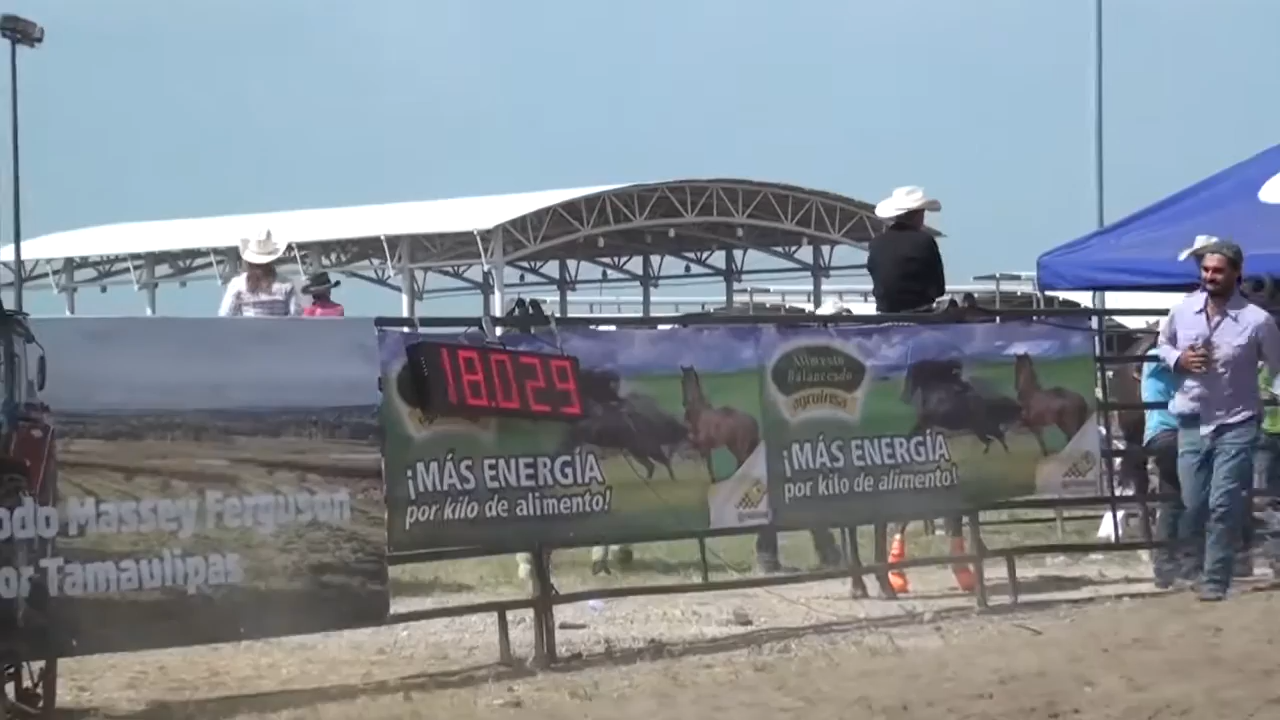 18.029
odo Massey Ferguson
or Tamaulipas
¡MÁS ENERGÍA
por kilo de alimento!
Alimento
Balanceado
¡MÁS ENERGÍA
por kilo de alimento!